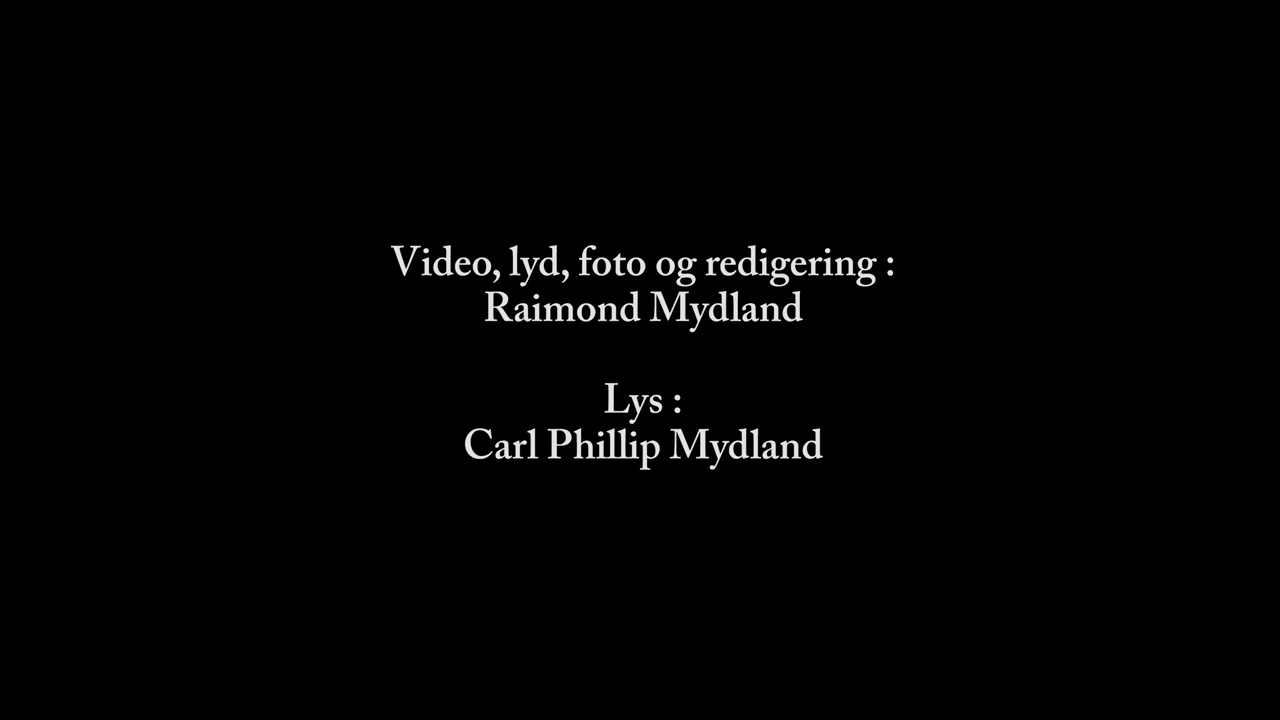 Video, lyd, foto og redigering :
Raimond Mydland
Lys :
Carl Phillip Mydland